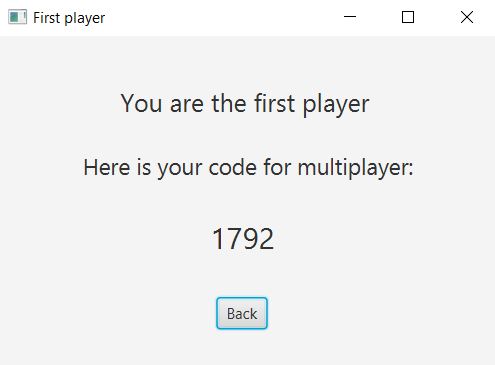 First player
You are the first player
Here is your code for multiplayer:
1792
Back